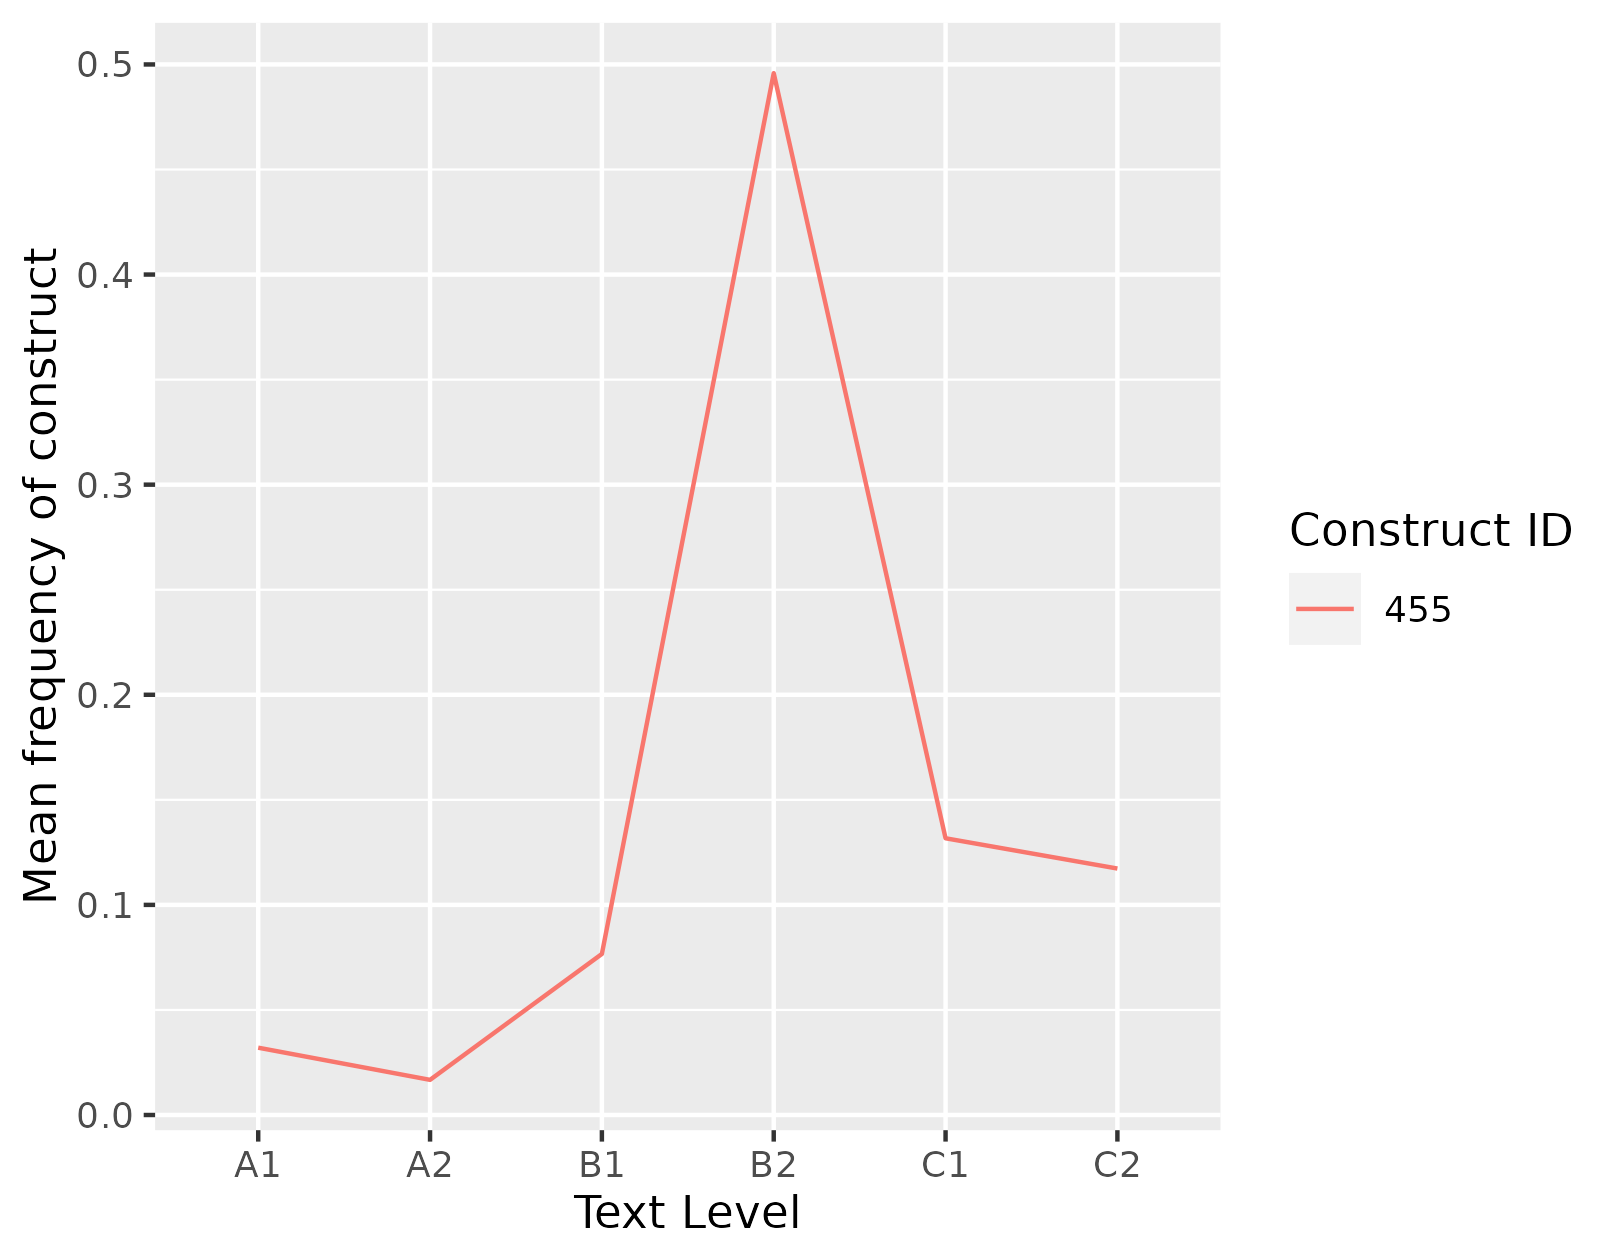 Mean frequency of construct
0.5
0.4
0.3
0.2
0.1
0.0
A1 A2 B1 B2 C1 C2
Text Level
Construct ID
455